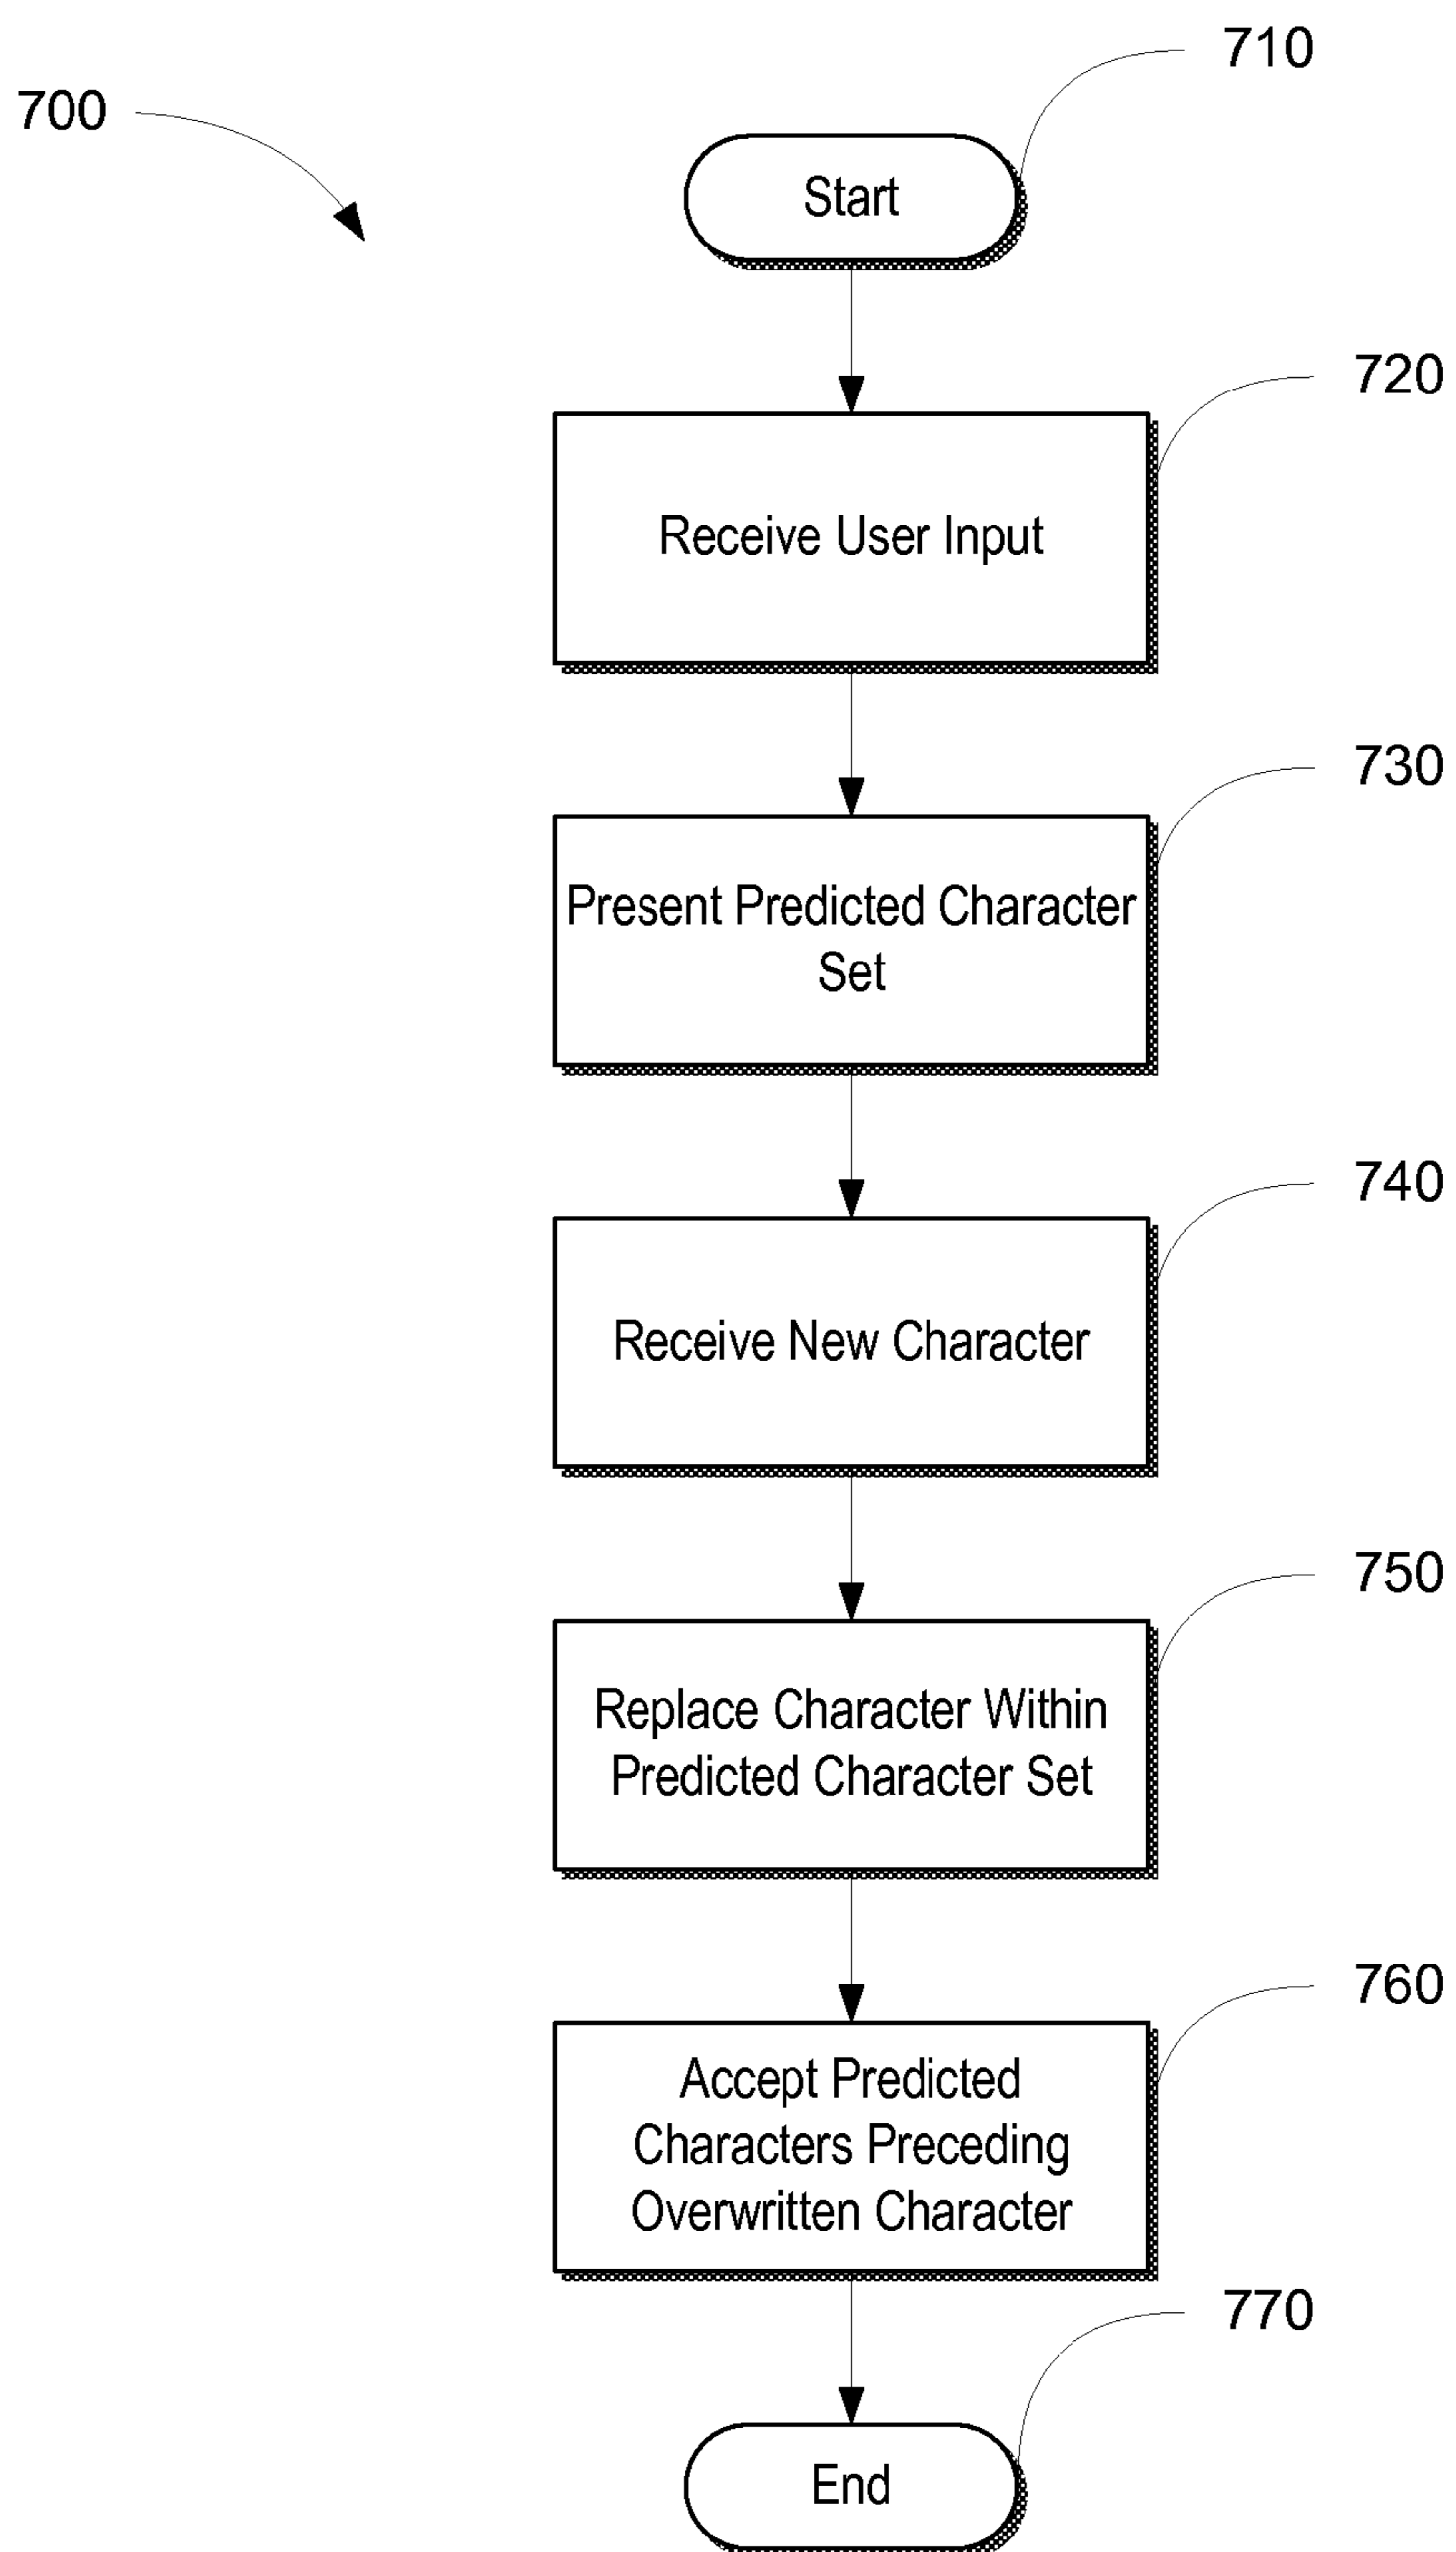 710
700
Start
720
Receive User Input
730
Present Predicted Character
Set
740
Receive New Character
750
Replace Character Within
Predicted Character Set
760
Accept Predicted
Characters Preceding
Overwritten Character
770
End